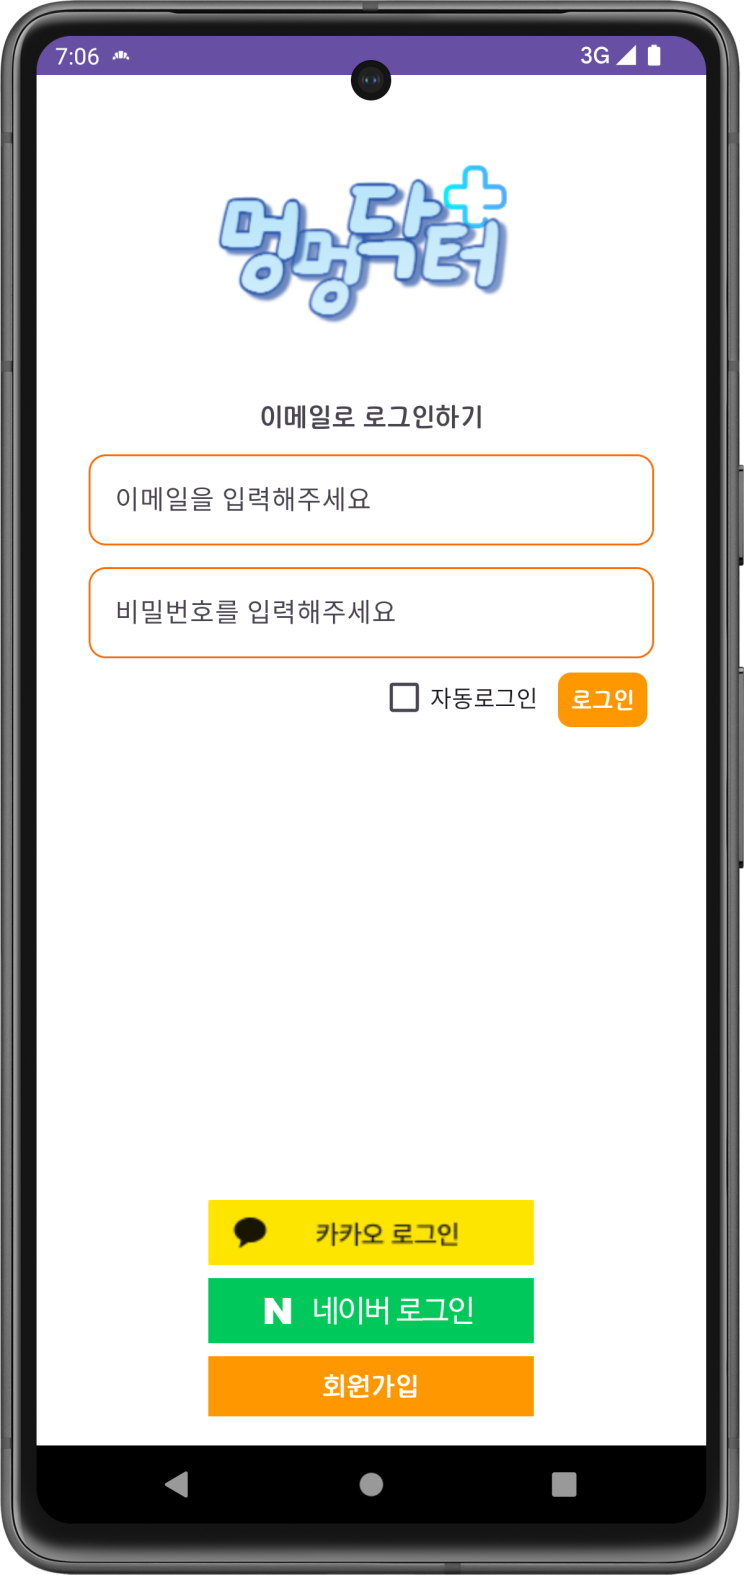 7:06 3G
멍멍닥터
이메일로 로그인하기
이메일을 입력해주세요
비밀번호를 입력해주세요
자동로그인 로그인
카카오 로그인
N 네이버 로그인
회원가입